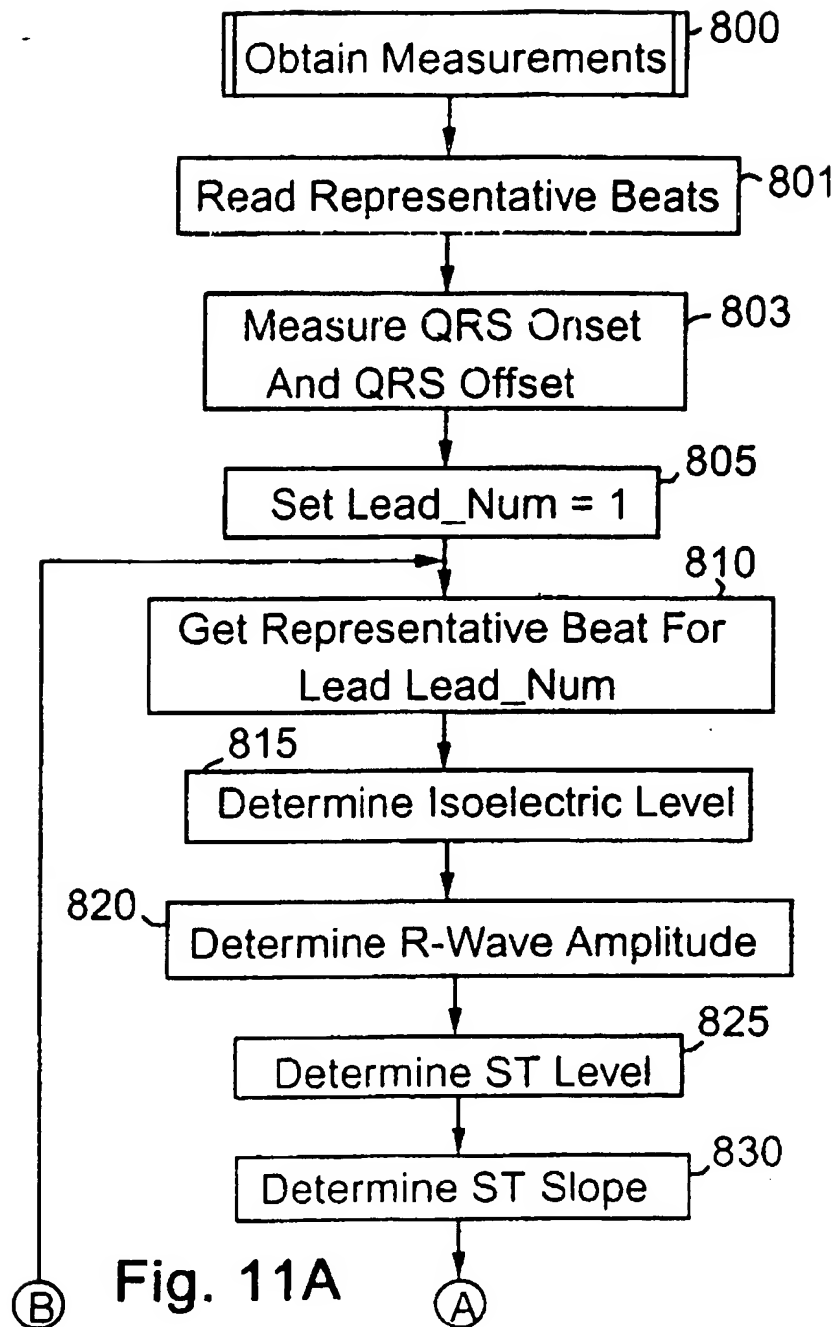 800
Obtain Measurements
801
Read Representative Beats
803
Measure QRS Onset
And QRS Offset
805
Set Lead_Num = 1
810
Get Representative Beat For
Lead Lead_Num
815
Determine Isoelectric Level
820
Determine R-Wave Amplitude
825
Determine ST Level
830
Determine ST Slope
B
Fig. 11A
A